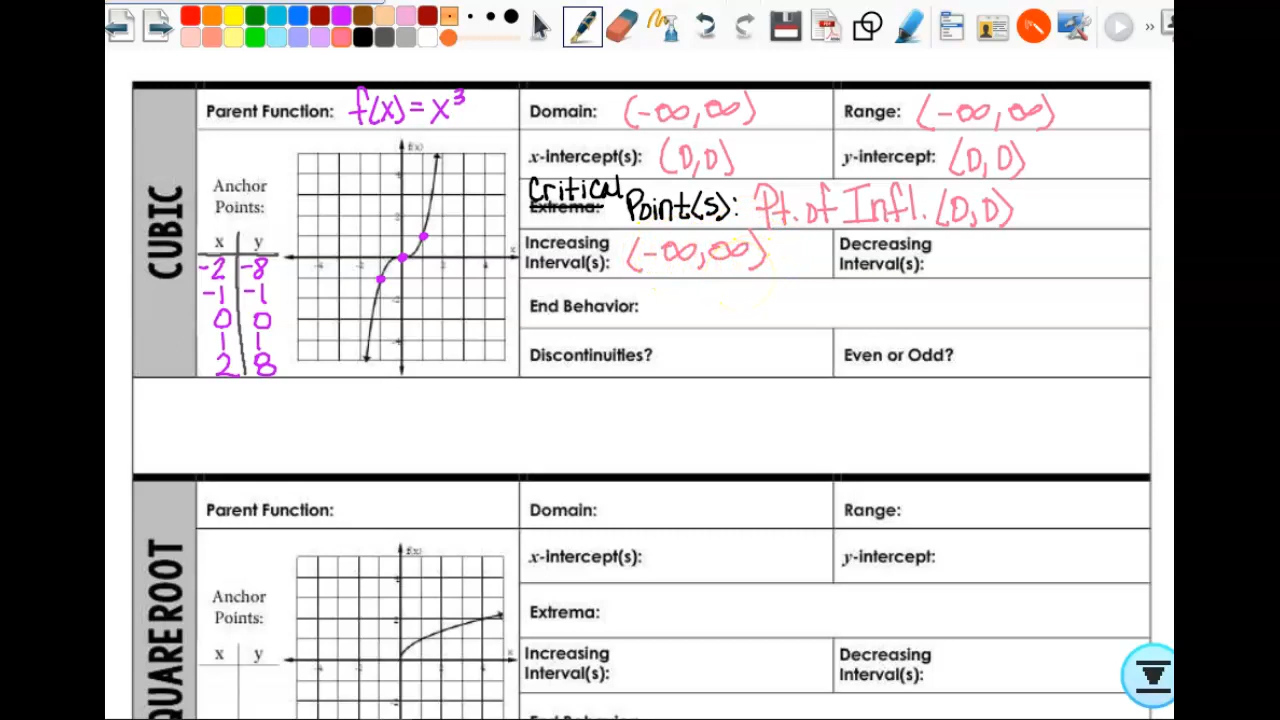 CUBIC
Parent Function: f(x) = x³
Domain: (-∞, ∞)
Range: (-∞, ∞)
x-intercept(s): (0,0)
y-intercept: (0,0)
Anchor
Points:
x y
-2 -8
-1 -1
0 0
1 1
2 8
f(x)
x
Critical
Extrema: Point(s): Pt. of Infl. (0,0)
Increasing
Interval(s): (-∞, ∞)
Decreasing
Interval(s):
End Behavior:
Discontinuities?
Even or Odd?
QUARE ROOT
Parent Function:
Domain:
Range:
x-intercept(s):
y-intercept:
Anchor
Points:
x y
f(x)
x
Extrema:
Increasing
Interval(s):
Decreasing
Interval(s):